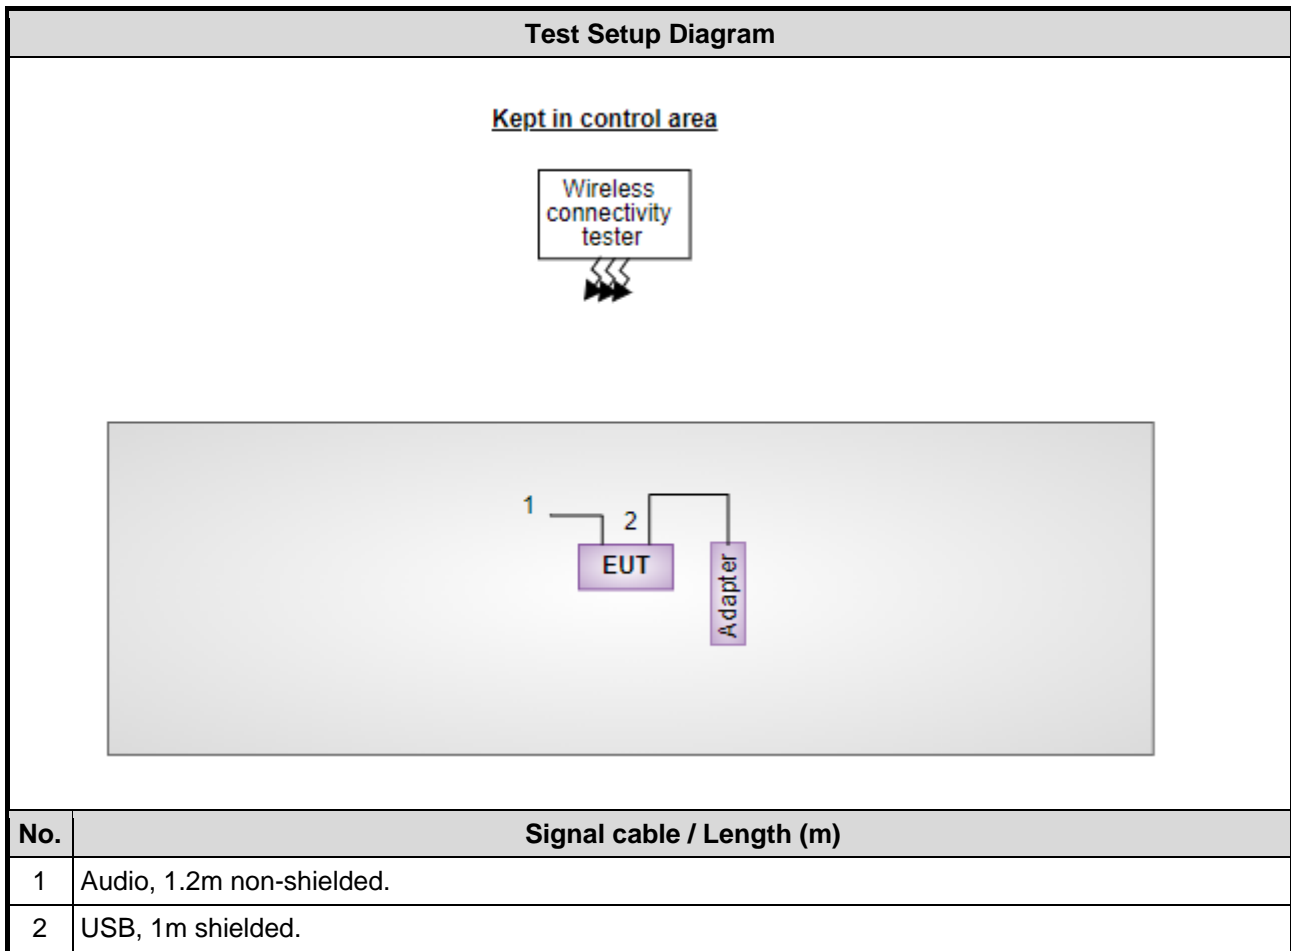 Test Setup Diagram
Kept in control area
Wireless
connectivity
tester
1
2
EUT
Adapter
No. Signal cable / Length (m)
1 Audio, 1.2m non-shielded.
2 USB, 1m shielded.